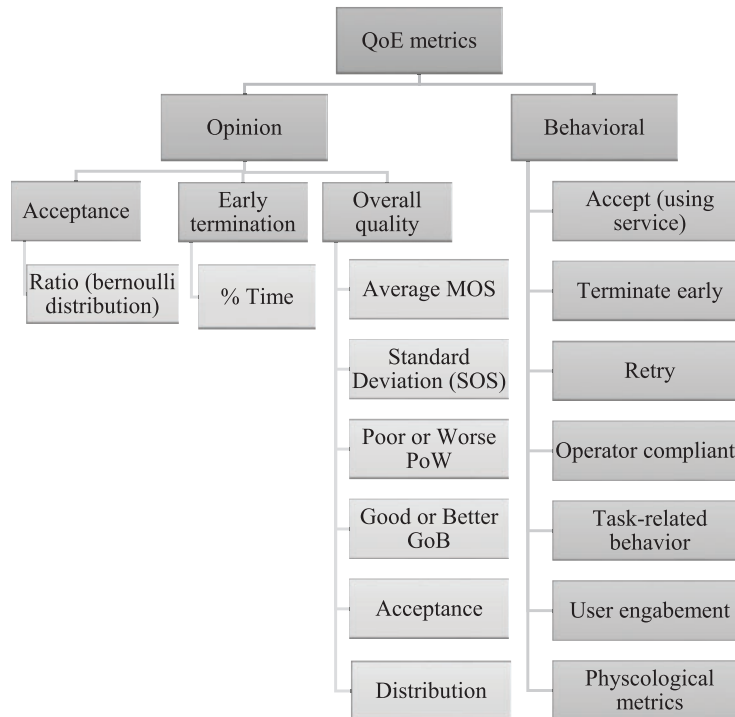 QoE metrics
Opinion
Behavioral
Acceptance
Early
termination
Overall
quality
Ratio (bernoulli
distribution)
% Time
Average MOS
Standard
Deviation (SOS)
Poor or Worse
PoW
Good or Better
GoB
Acceptance
Distribution
Accept (using
service)
Terminate early
Retry
Operator compliant
Task-related
behavior
User engabement
Physcological
metrics